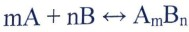 mA + nB ↔ AₘBₙ